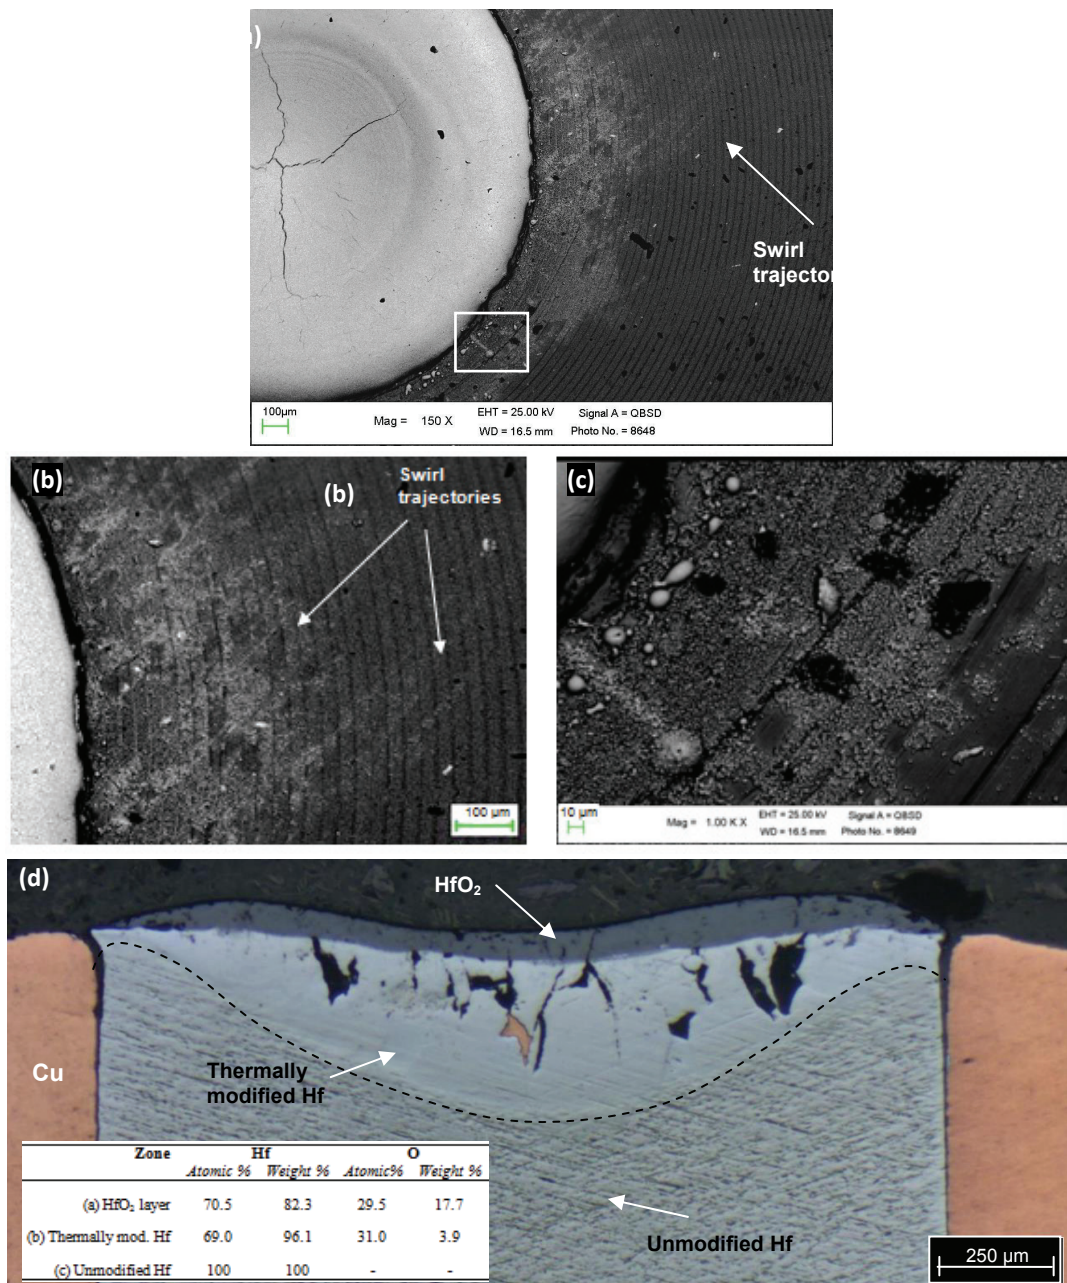 )
Swirl
trajector
100µm
Mag = 150 X
EHT = 25.00 kV
Signal A = QBSD
WD = 16.5 mm
Photo No. = 8648
(b)
(b)
Swirl
trajectories
100 µm
(c)
10 µm
Mag = 1.00 K X
EHT = 25.00 kV
Signal A = QBSD
WD = 16.5 mm
Photo No. = 8649
(d)
HfO₂
Cu
Thermally
modified Hf
Unmodified Hf
250 µm
Zone Hf O
Atomic % Weight % Atomic% Weight %
(a) HfO₂ layer 70.5 82.3 29.5 17.7
(b) Thermally mod. Hf 69.0 96.1 31.0 3.9
(c) Unmodified Hf 100 100 - -